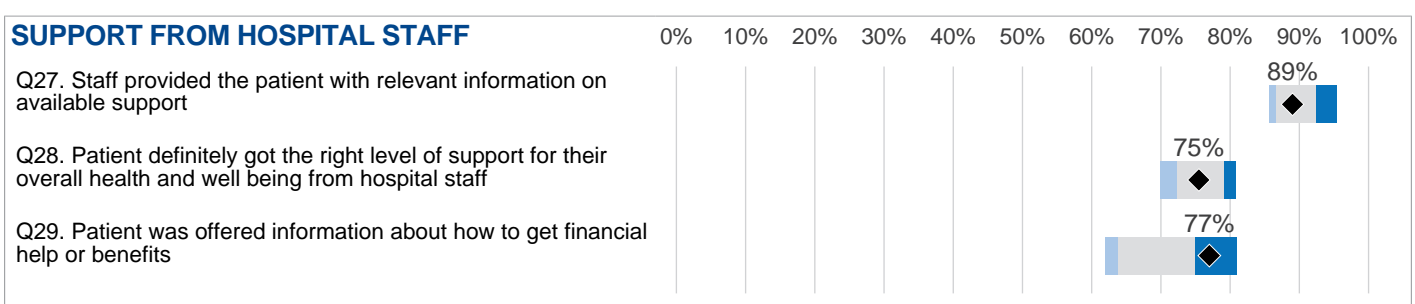 SUPPORT FROM HOSPITAL STAFF 0% 10% 20% 30% 40% 50% 60% 70% 80% 90% 100%
Q27. Staff provided the patient with relevant information on
available support
89%
Q28. Patient definitely got the right level of support for their
overall health and well being from hospital staff
75%
Q29. Patient was offered information about how to get financial
help or benefits
77%